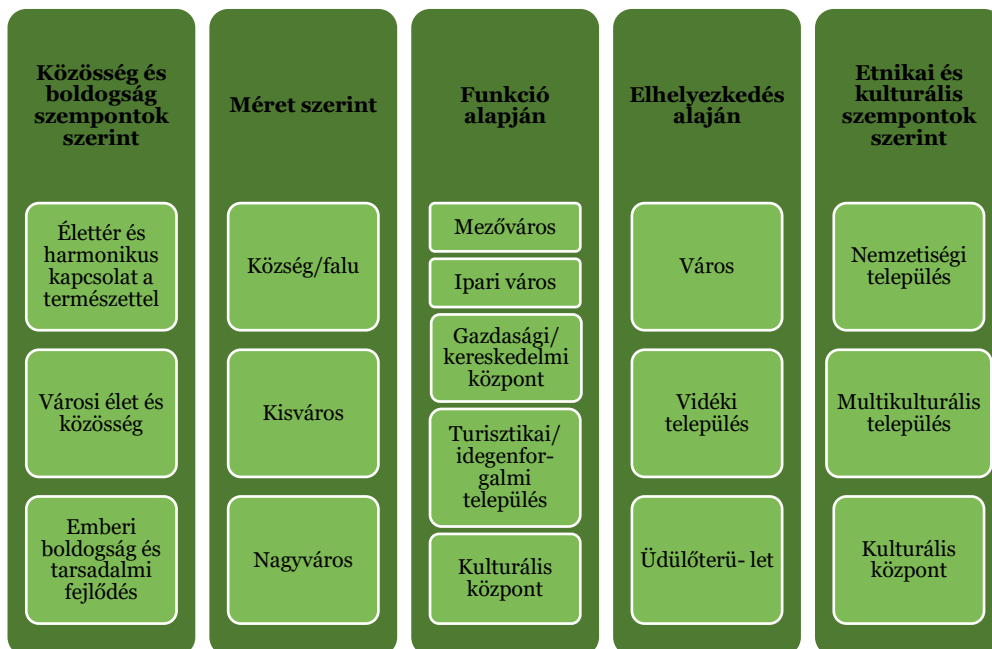 Közösség és
boldogság
szempontok
szerint
Élettér és
harmonikus
kapcsolat a
természettel
Városi élet és
közösség
Emberi
boldogság és
tarsadalmi
fejlődés
Méret szerint
Község/falu
Kisváros
Nagyváros
Funkció
alapján
Mezőváros
Ipari város
Gazdasági/
kereskedelmi
központ
Turisztikai/
idegenfor-
galmi
település
Kulturális
központ
Elhelyezkedés
alaján
Város
Vidéki
település
Üdülőterü- let
Etnikai és
kulturális
szempontok
szerint
Nemzetiségi
település
Multikulturális
település
Kulturális
központ